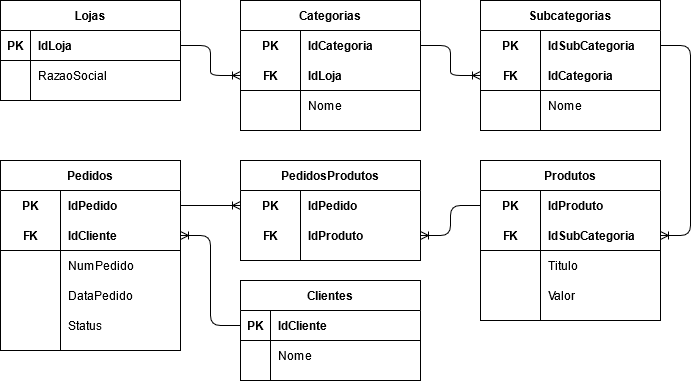 Lojas
PK IdLoja
RazaoSocial
Categorias
PK IdCategoria
FK IdLoja
Nome
Subcategorias
PK IdSubCategoria
FK IdCategoria
Nome
Pedidos
PK IdPedido
FK IdCliente
NumPedido
DataPedido
Status
PedidosProdutos
PK IdPedido
FK IdProduto
Produtos
PK IdProduto
FK IdSubCategoria
Titulo
Valor
Clientes
PK IdCliente
Nome